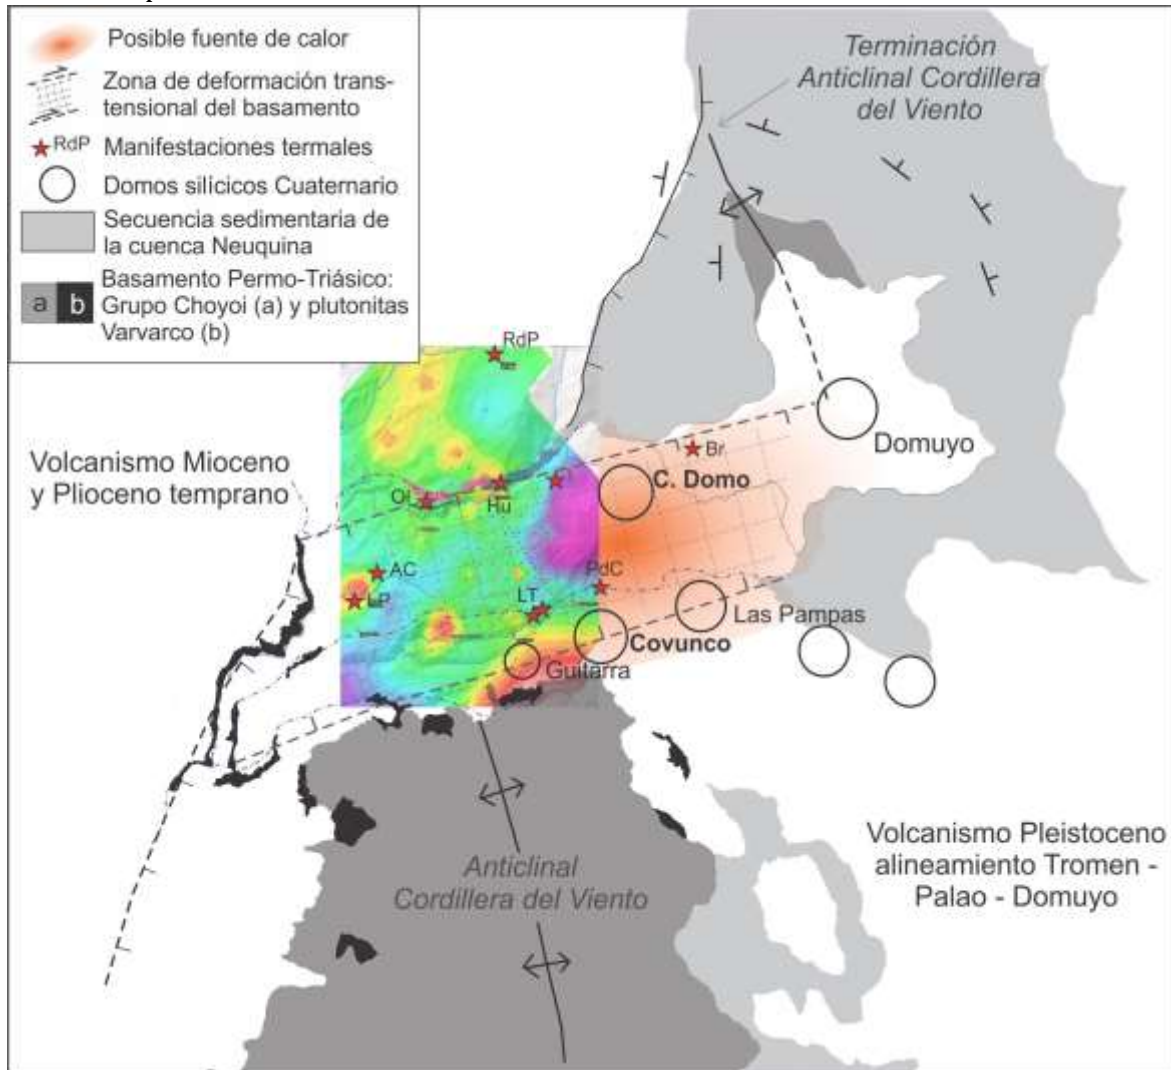 Posible fuente de calor
Zona de deformación trans-
tensional del basamento
RdP Manifestaciones termales
Domos silícicos Cuaternario
Secuencia sedimentaria de
la cuenca Neuquina
a b Basamento Permo-Triásico:
Grupo Choyoi (a) y plutonitas
Varvarco (b)
Terminación
Anticlinal Cordillera
del Viento
RdP
Volcanismo Mioceno
y Plioceno temprano
Domuyo
Br
C. Domo
Ol
Hu
AC
LP
LT
PdC
Las Pampas
Covunco
Guitarra
Volcanismo Pleistoceno
alineamiento Tromen -
Palao - Domuyo
Anticlinal
Cordillera del Viento